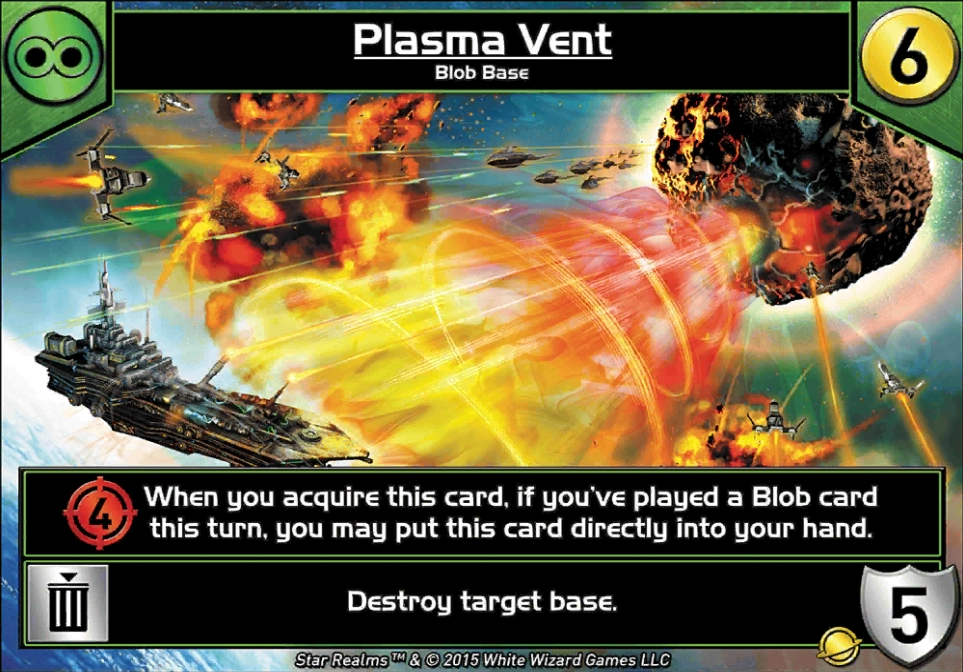 Plasma Vent
6
Blob Base
4
When you acquire this card, if you've played a Blob card
this turn, you may put this card directly into your hand.
Destroy target base.
5
Star Realms™ & © 2015 White Wizard Games LLC